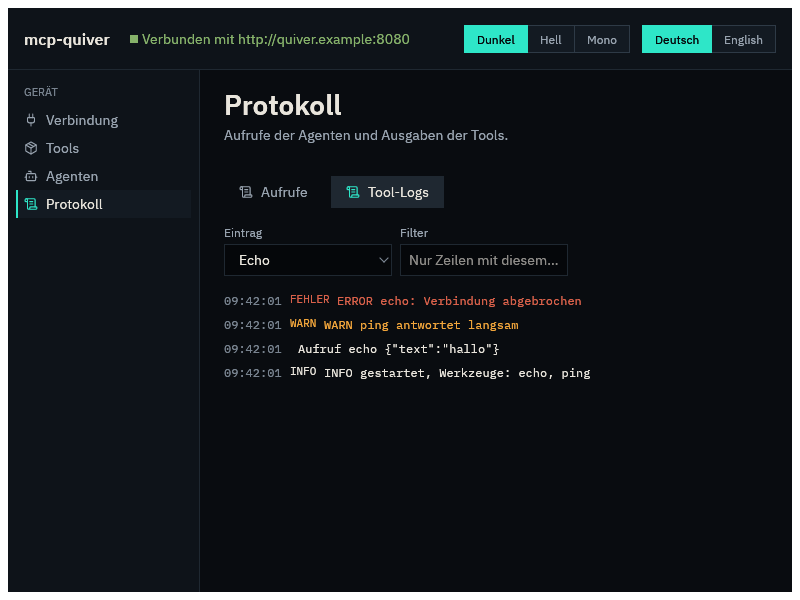 mcp-quiver Verbunden mit http://quiver.example:8080 Dunkel Hell Mono Deutsch English
GERÄT
Verbindung
Tools
Agenten
Protokoll
Protokoll
Aufrufe der Agenten und Ausgaben der Tools.
Aufrufe Tool-Logs
Eintrag Filter
Echo Nur Zeilen mit diesem...
09:42:01 FEHLER ERROR echo: Verbindung abgebrochen
09:42:01 WARN WARN ping antwortet langsam
09:42:01 Aufruf echo {"text":"hallo"}
09:42:01 INFO INFO gestartet, Werkzeuge: echo, ping